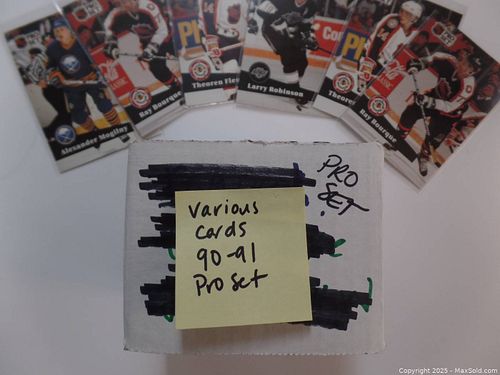 Alexander Mogilny
Ray Bourque
Theoren Fle
Larry Robinson
Theore
Ray Bourque
PRO
SET
various
cards
90-91
Pro Set
Copyright 2025 - MaxSold.com